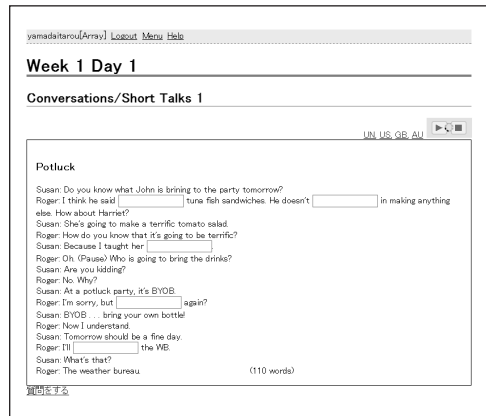 yamadaitarou[Array] Logout Menu Help
Week 1 Day 1
Conversations/Short Talks 1
UN, US, GB, AU
Potluck
Susan: Do you know what John is brining to the party tomorrow?
Roger: I think he said tuna fish sandwiches. He doesn't in making anything
else. How about Harriet?
Susan: She's going to make a terrific tomato salad.
Roger: How do you know that it's going to be terrific?
Susan: Because I taught her .
Roger: Oh. (Pause) Who is going to bring the drinks?
Susan: Are you kidding?
Roger: No. Why?
Susan: At a potluck party, it's BYOB.
Roger: I'm sorry, but again?
Susan: BYOB . . . bring your own bottle!
Roger: Now I understand.
Susan: Tomorrow should be a fine day.
Roger: I'll the WB.
Susan: What's that?
Roger: The weather bureau. (110 words)
質問をする